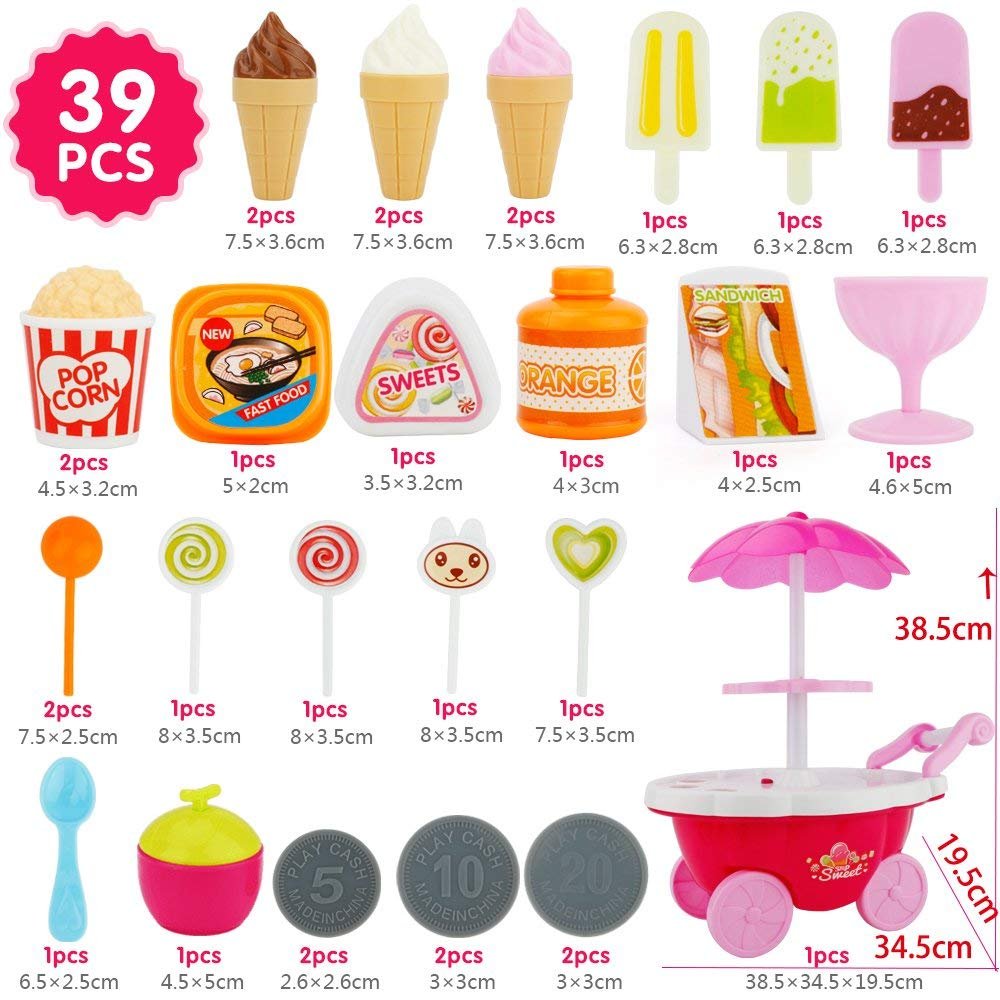 39
PCS
2pcs
7.5×3.6cm
2pcs
7.5×3.6cm
2pcs
7.5×3.6cm
1pcs
6.3×2.8cm
1pcs
6.3×2.8cm
1pcs
6.3×2.8cm
POP
CORN
NEW
FAST FOOD
SWEETS
ORANGE
SANDWICH
2pcs
4.5×3.2cm
1pcs
5×2cm
1pcs
3.5×3.2cm
1pcs
4×3cm
1pcs
4×2.5cm
1pcs
4.6×5cm
2pcs
7.5×2.5cm
1pcs
8×3.5cm
1pcs
8×3.5cm
1pcs
8×3.5cm
1pcs
7.5×3.5cm
38.5cm
19.5cm
34.5cm
Sweet
PLAY CASH
5
MADEINCHINA
PLAY CASH
10
MADEINCHINA
PLAY CASH
20
MADEINCHINA
1pcs
6.5×2.5cm
1pcs
4.5×5cm
2pcs
2.6×2.6cm
2pcs
3×3cm
2pcs
3×3cm
1pcs
38.5×34.5×19.5cm